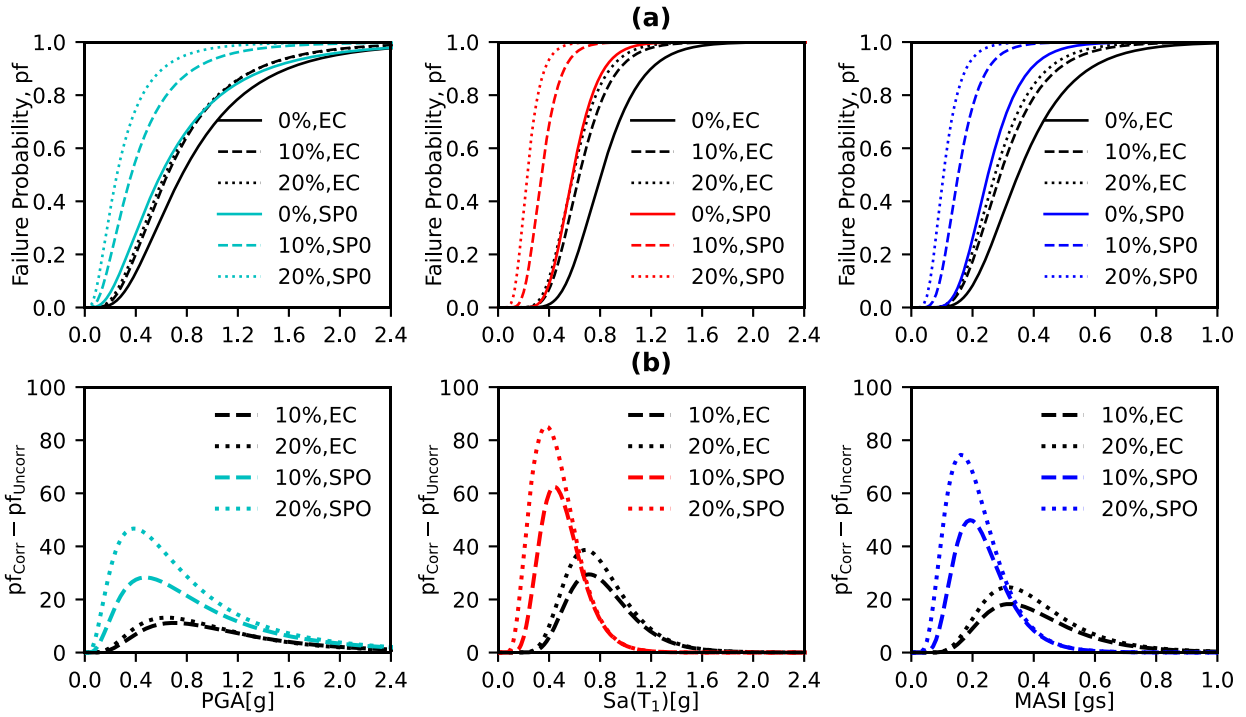 (a)
1.0
0.8
0.6
0.4
0.2
0.0
Failure Probability, pf
0%,EC
10%,EC
20%,EC
0%,SP0
10%,SP0
20%,SP0
0.0 0.4 0.8 1.2 1.6 2.0 2.4
1.0
0.8
0.6
0.4
0.2
0.0
Failure Probability, pf
0%,EC
10%,EC
20%,EC
0%,SP0
10%,SP0
20%,SP0
0.0 0.4 0.8 1.2 1.6 2.0 2.4
1.0
0.8
0.6
0.4
0.2
0.0
Failure Probability, pf
0%,EC
10%,EC
20%,EC
0%,SP0
10%,SP0
20%,SP0
0.0 0.2 0.4 0.6 0.8 1.0
(b)
100
80
60
40
20
0
pfCorr − pfUncorr
10%,EC
20%,EC
10%,SPO
20%,SPO
0.0 0.4 0.8 1.2 1.6 2.0 2.4
PGA[g]
100
80
60
40
20
0
pfCorr − pfUncorr
10%,EC
20%,EC
10%,SPO
20%,SPO
0.0 0.4 0.8 1.2 1.6 2.0 2.4
Sa(T1)[g]
100
80
60
40
20
0
pfCorr − pfUncorr
10%,EC
20%,EC
10%,SPO
20%,SPO
0.0 0.2 0.4 0.6 0.8 1.0
MASI [gs]